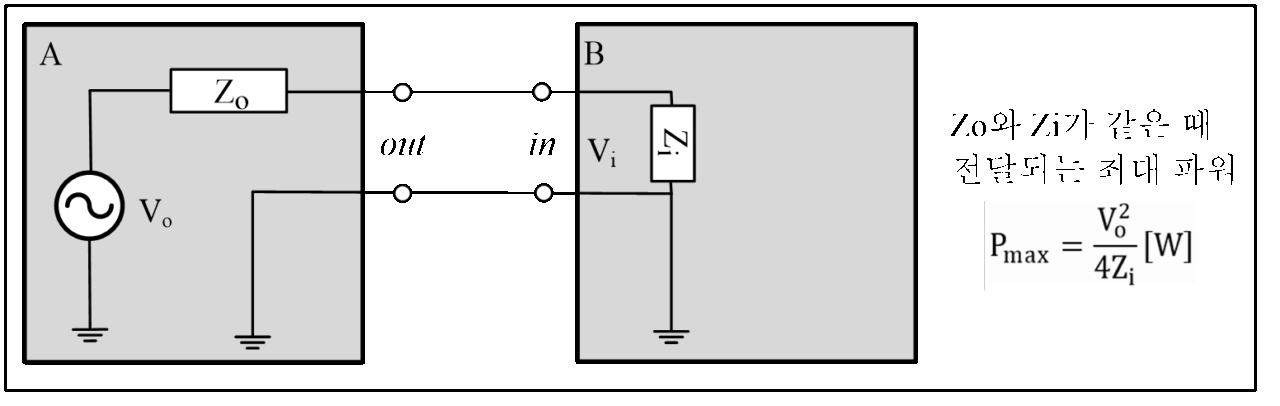 A
Zo
out
in
Vo
B
Vi
Zi
Zo와 Zi가 같은 때
전달되는 최대 파워
Pmax = Vo²/4Zi [W]